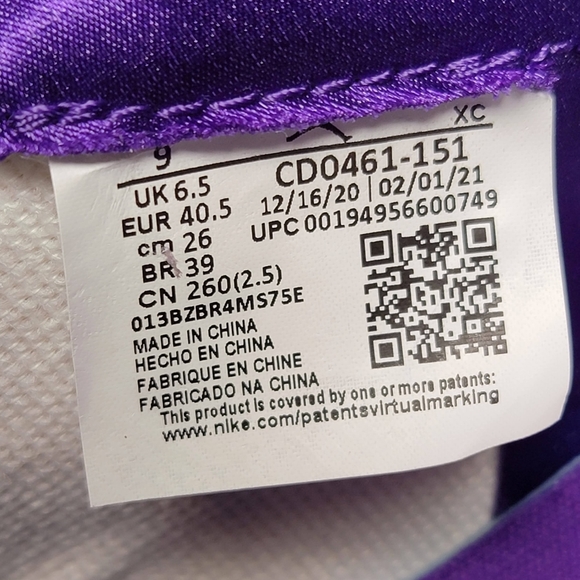 9
XC
UK 6.5
CD0461-151
EUR 40.5
12/16/20 | 02/01/21
cm 26
UPC 00194956600749
BR 39
CN 260(2.5)
013BZBR4MS75E
MADE IN CHINA
HECHO EN CHINA
FABRIQUE EN CHINE
FABRICADO NA CHINA
This product is covered by one or more patents:
www.nike.com/patentsvirtualmarking